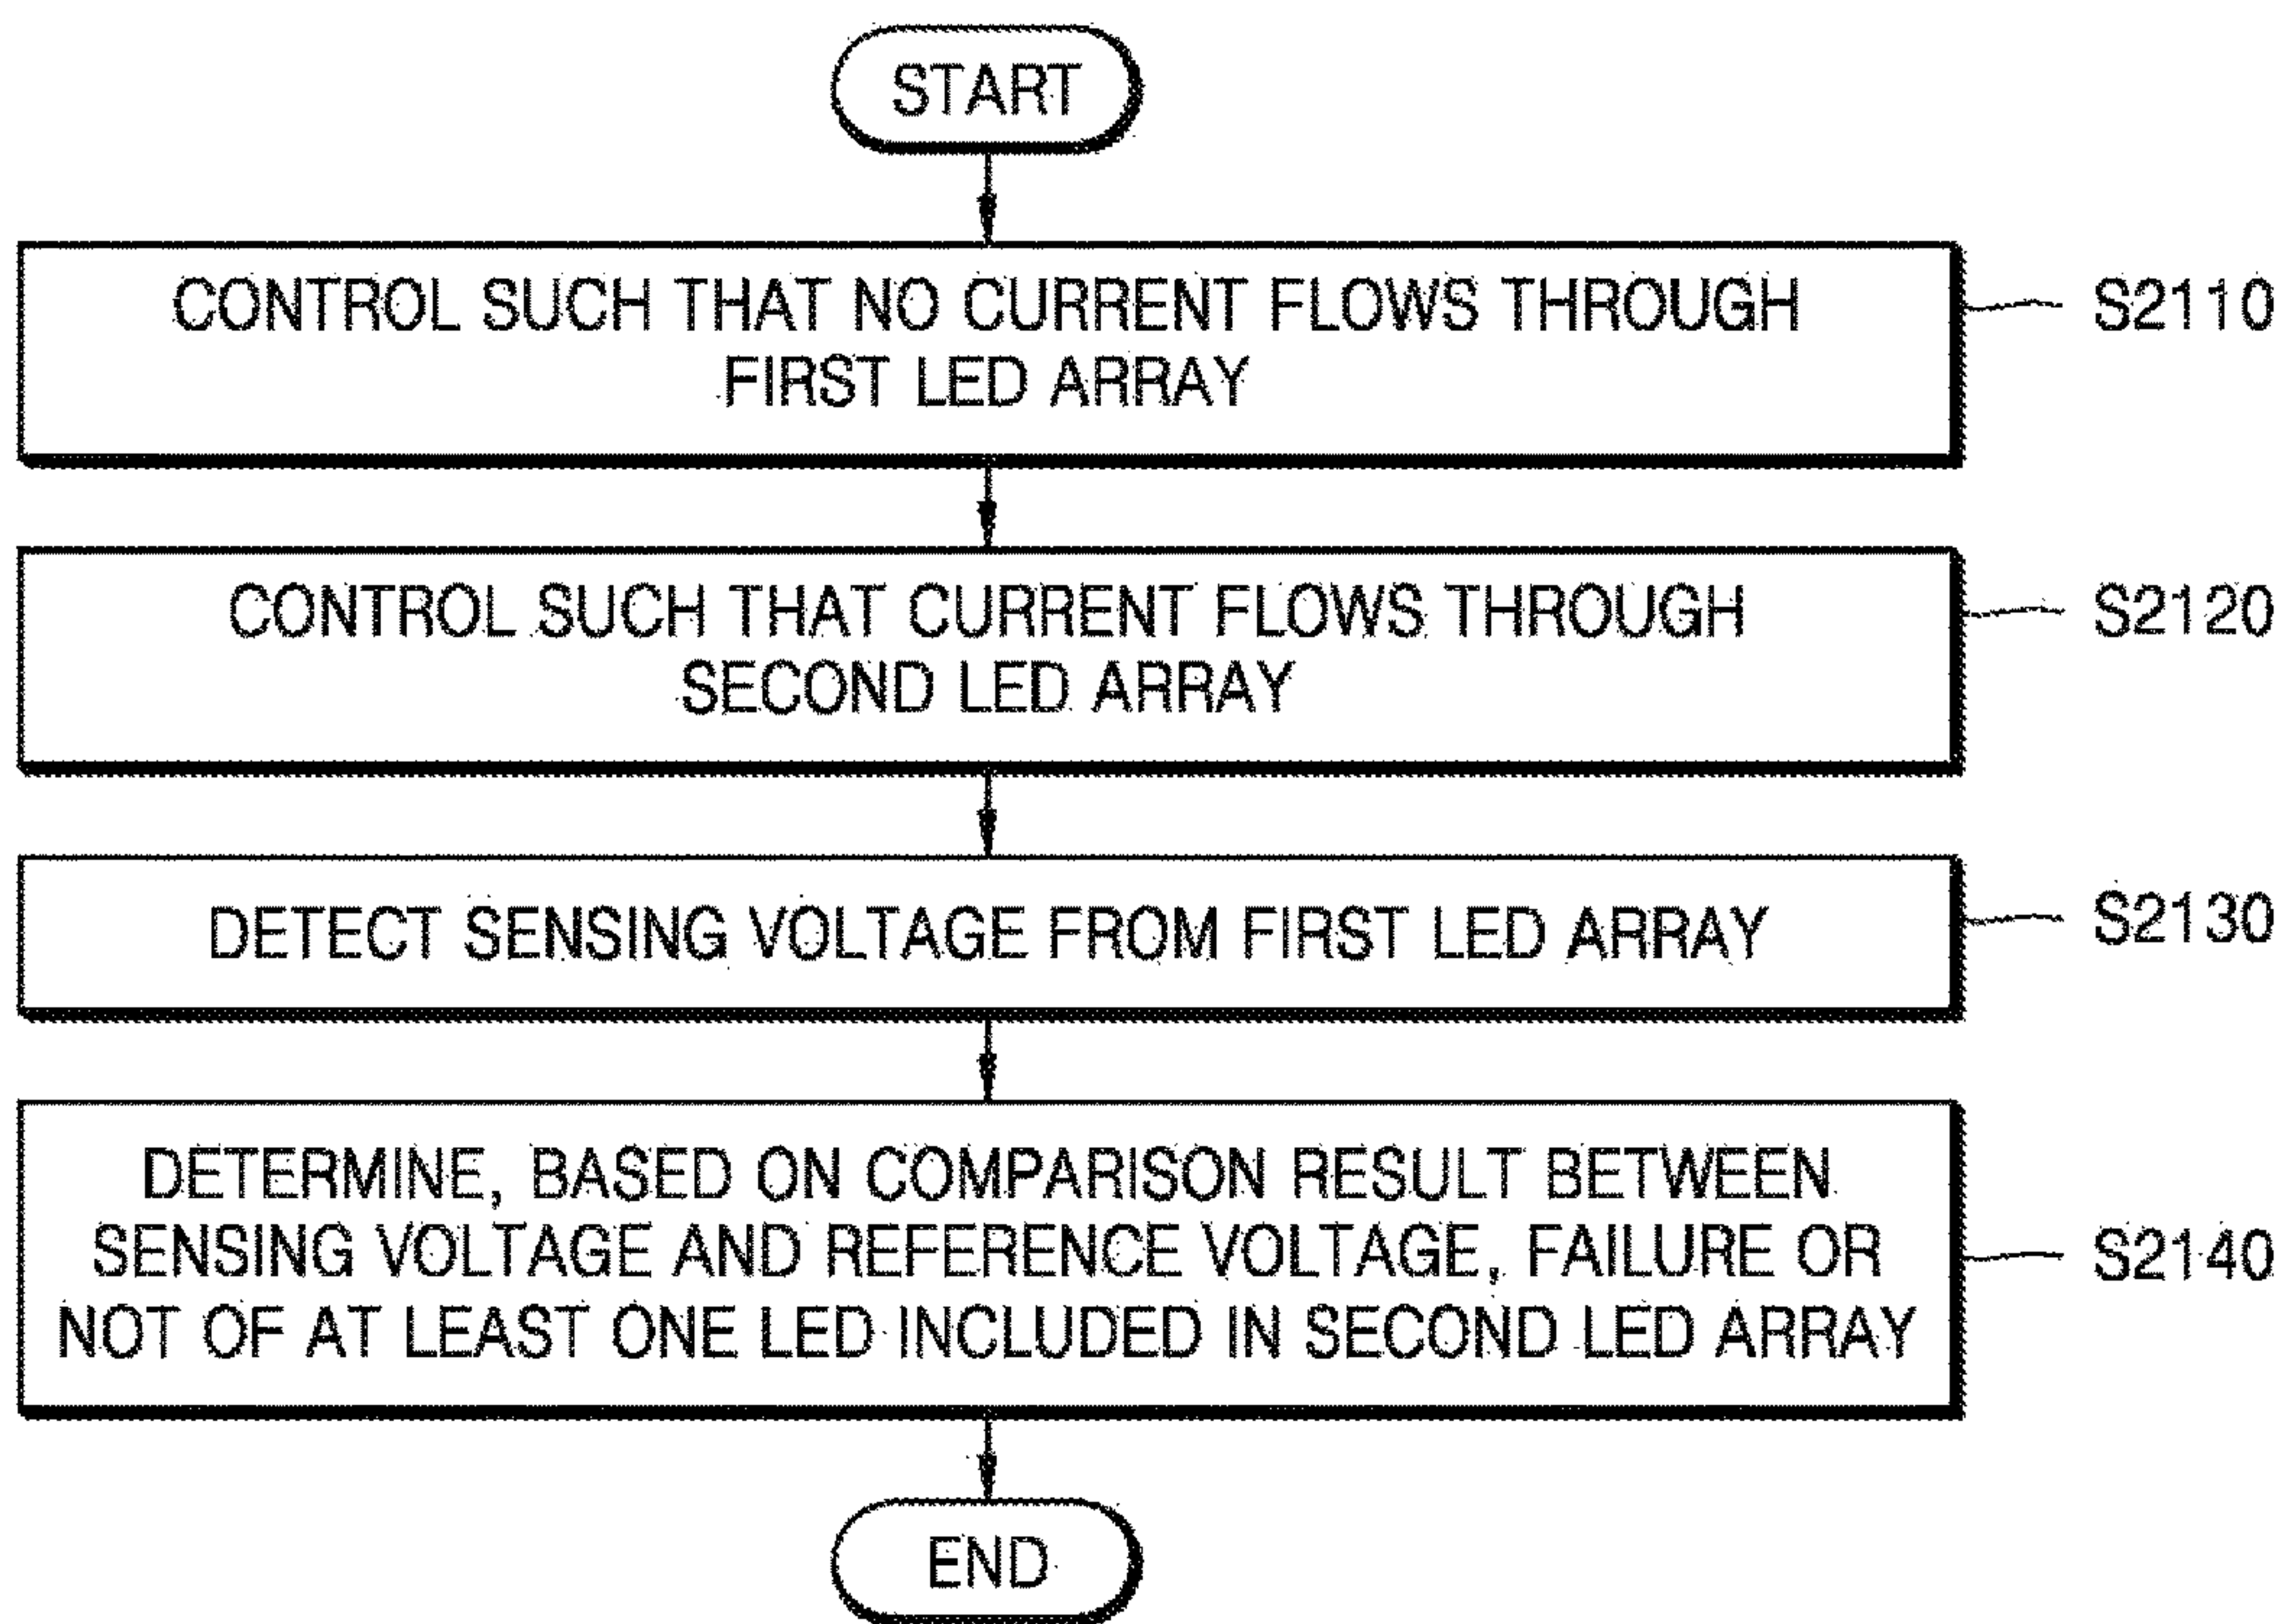 START
CONTROL SUCH THAT NO CURRENT FLOWS THROUGH
FIRST LED ARRAY
S2110
CONTROL SUCH THAT CURRENT FLOWS THROUGH
SECOND LED ARRAY
S2120
DETECT SENSING VOLTAGE FROM FIRST LED ARRAY
S2130
DETERMINE, BASED ON COMPARISON RESULT BETWEEN
SENSING VOLTAGE AND REFERENCE VOLTAGE, FAILURE OR
NOT OF AT LEAST ONE LED INCLUDED IN SECOND LED ARRAY
S2140
END